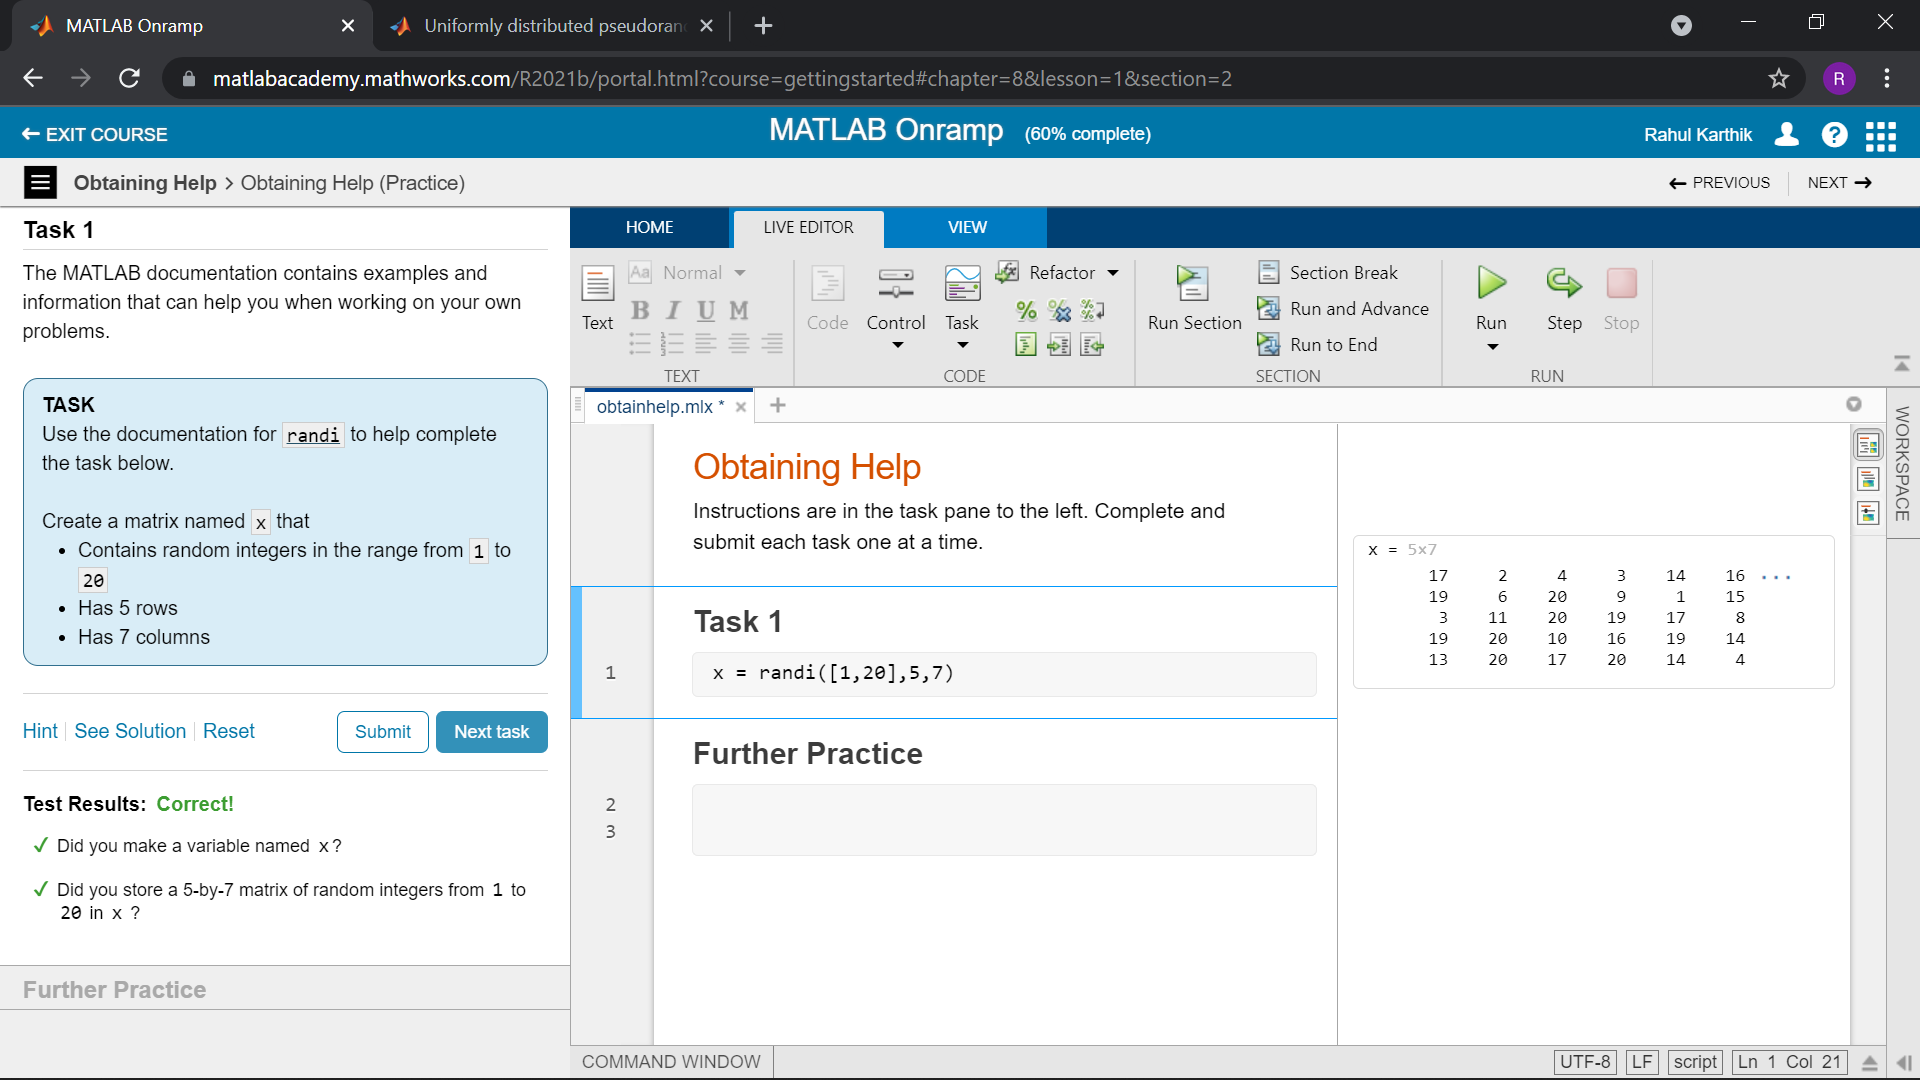 MATLAB Onramp
Uniformly distributed pseudoran
matlabacademy.mathworks.com/R2021b/portal.html?course=gettingstarted#chapter=8&lesson=1&section=2
R
EXIT COURSE
MATLAB Onramp (60% complete)
Rahul Karthik
Obtaining Help > Obtaining Help (Practice)
PREVIOUS
NEXT
Task 1
The MATLAB documentation contains examples and
information that can help you when working on your own
problems.
TASK
Use the documentation for randi to help complete
the task below.
Create a matrix named x that
• Contains random integers in the range from 1 to
20
• Has 5 rows
• Has 7 columns
Hint
See Solution
Reset
Submit
Next task
Test Results: Correct!
Did you make a variable named x?
Did you store a 5-by-7 matrix of random integers from 1 to
20 in x ?
Further Practice
HOME
LIVE EDITOR
VIEW
Text
Aa Normal
B I U M
TEXT
Code
Control
Task
Refactor
CODE
Run Section
Section Break
Run and Advance
Run to End
SECTION
Run
Step
Stop
RUN
obtainhelp.mlx *
Obtaining Help
Instructions are in the task pane to the left. Complete and
submit each task one at a time.
Task 1
1
x = randi([1,20],5,7)
Further Practice
2
3
x = 5×7
17 2 4 3 14 16 ...
19 6 20 9 1 15
3 11 20 19 17 8
19 20 10 16 19 14
13 20 17 20 14 4
WORKSPACE
COMMAND WINDOW
UTF-8
LF
script
Ln 1 Col 21